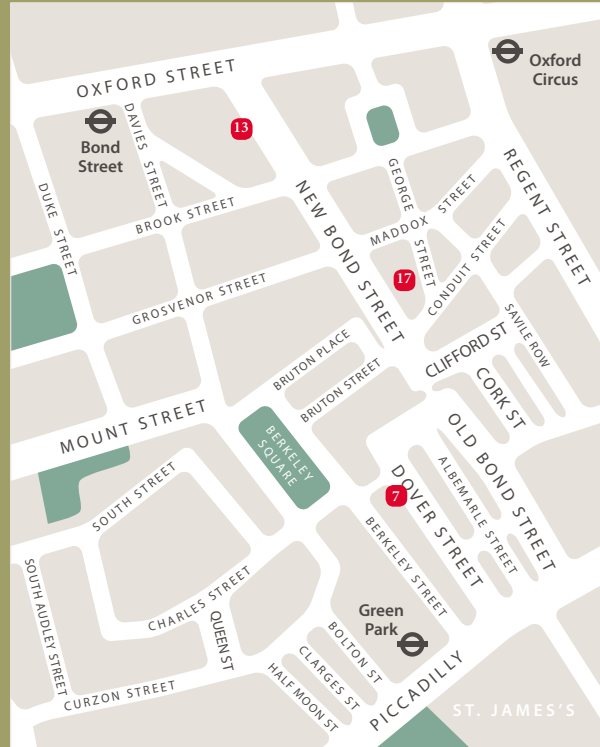 OXFORD STREET
Oxford
Circus
Bond
Street
DAVIES STREET
13
DUKE STREET
BROOK STREET
GEORGE STREET
REGENT STREET
NEW BOND STREET
MADDOX STREET
CONDUIT STREET
17
GROSVENOR STREET
SAVILE ROW
CLIFFORD ST
BRUTON PLACE
BRUTON STREET
CORK ST
MOUNT STREET
BERKELEY
SQUARE
OLD BOND STREET
ALBEMARLE STREET
DOVER STREET
7
SOUTH STREET
BERKELEY STREET
SOUTH AUDLEY STREET
CHARLES STREET
QUEEN ST
Green
Park
BOLTON ST
CLARGES ST
HALF MOON ST
CURZON STREET
PICCADILLY
ST. JAMES'S